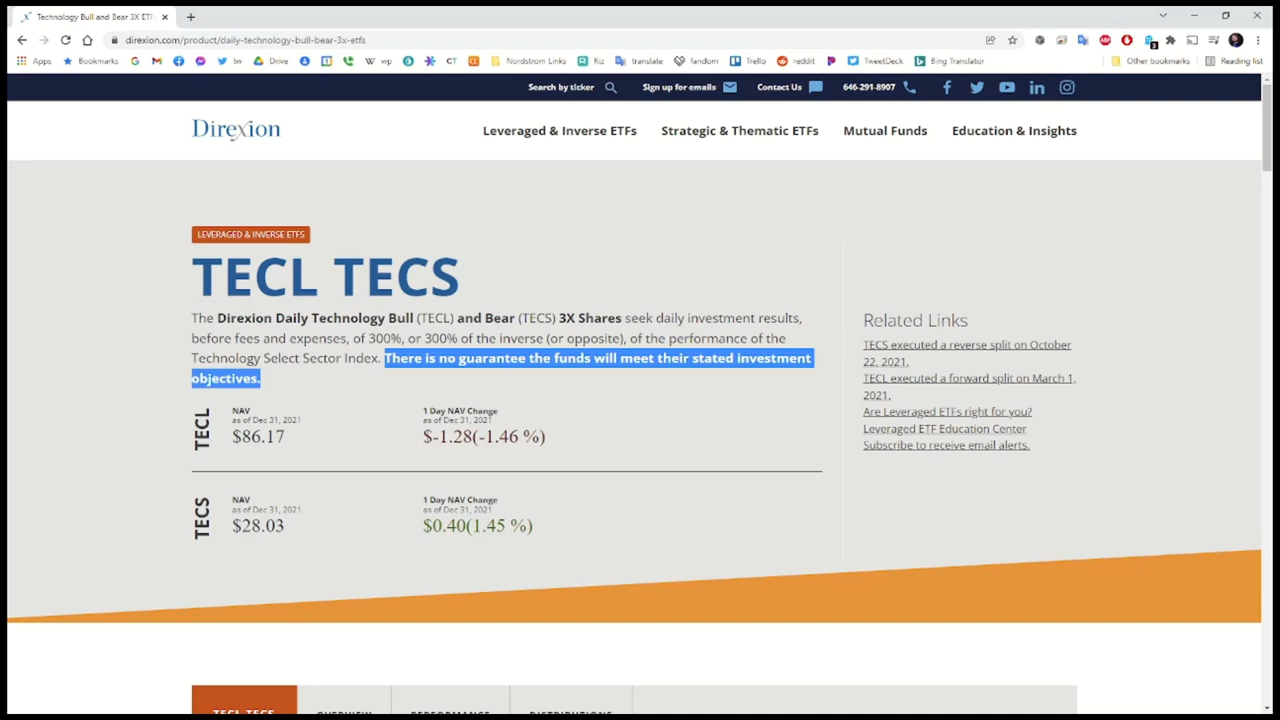 Technology Bull and Bear 3X ETF
direxion.com/product/daily-technology-bull-bear-3x-etfs
Apps Bookmarks tw Drive wp CT Nordstrom Links Riz translate fandom Trello reddit TweetDeck Bing Translator Other bookmarks Reading list
Search by ticker Sign up for emails Contact Us 646-291-8907
Direxion Leveraged & Inverse ETFs Strategic & Thematic ETFs Mutual Funds Education & Insights
LEVERAGED & INVERSE ETFS
TECL TECS
The Direxion Daily Technology Bull (TECL) and Bear (TECS) 3X Shares seek daily investment results,
before fees and expenses, of 300%, or 300% of the inverse (or opposite), of the performance of the
Technology Select Sector Index. There is no guarantee the funds will meet their stated investment
objectives.
TECL
NAV 1 Day NAV Change
as of Dec 31, 2021 as of Dec 31, 2021
$86.17 $-1.28(-1.46 %)
TECS
NAV 1 Day NAV Change
as of Dec 31, 2021 as of Dec 31, 2021
$28.03 $0.40(1.45 %)
Related Links
TECS executed a reverse split on October
22, 2021.
TECL executed a forward split on March 1,
2021.
Are Leveraged ETFs right for you?
Leveraged ETF Education Center
Subscribe to receive email alerts.
TECL TECS OVERVIEW PERFORMANCE DISTRIBUTIONS